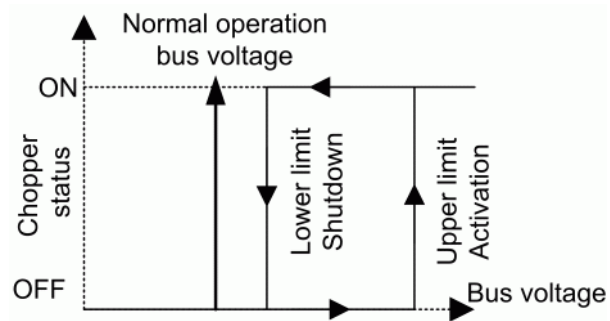 Normal operation
bus voltage
ON
Chopper
status
Lower limit
Shutdown
Upper limit
Activation
OFF
Bus voltage